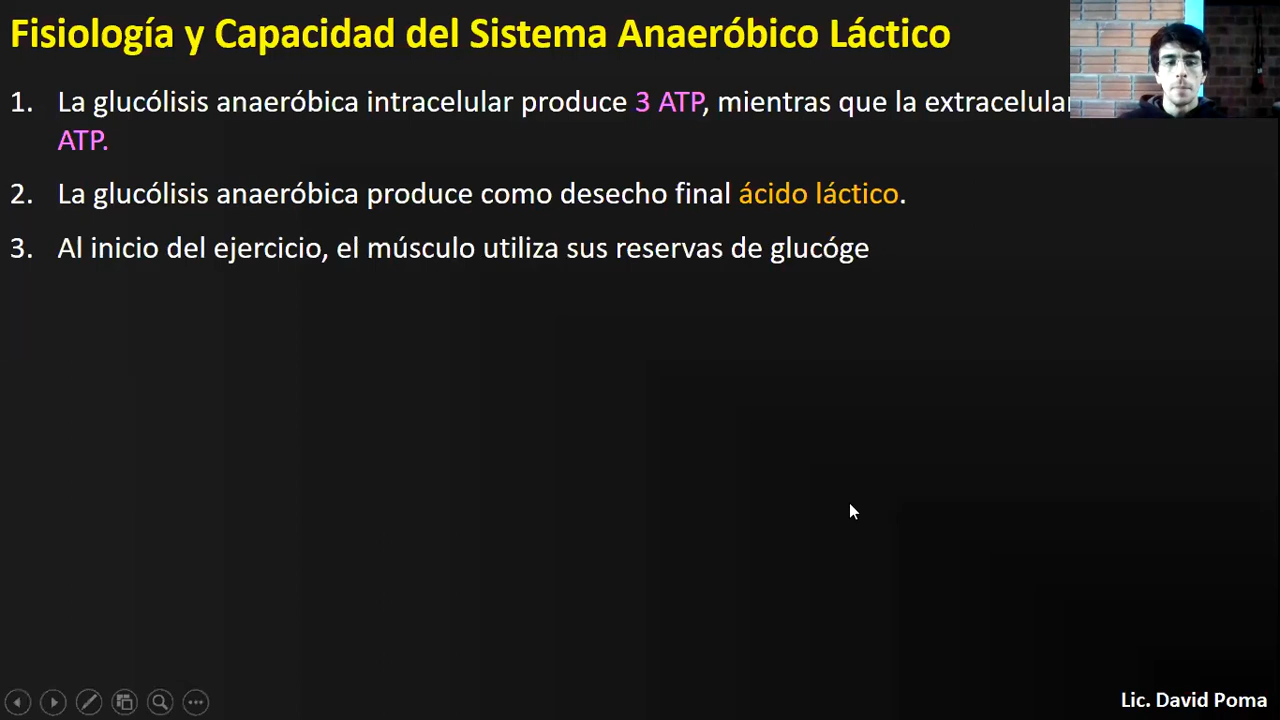 Fisiología y Capacidad del Sistema Anaeróbico Láctico
1. La glucólisis anaeróbica intracelular produce 3 ATP, mientras que la extracelular
ATP.
2. La glucólisis anaeróbica produce como desecho final ácido láctico.
3. Al inicio del ejercicio, el músculo utiliza sus reservas de glucóge
Lic. David Poma